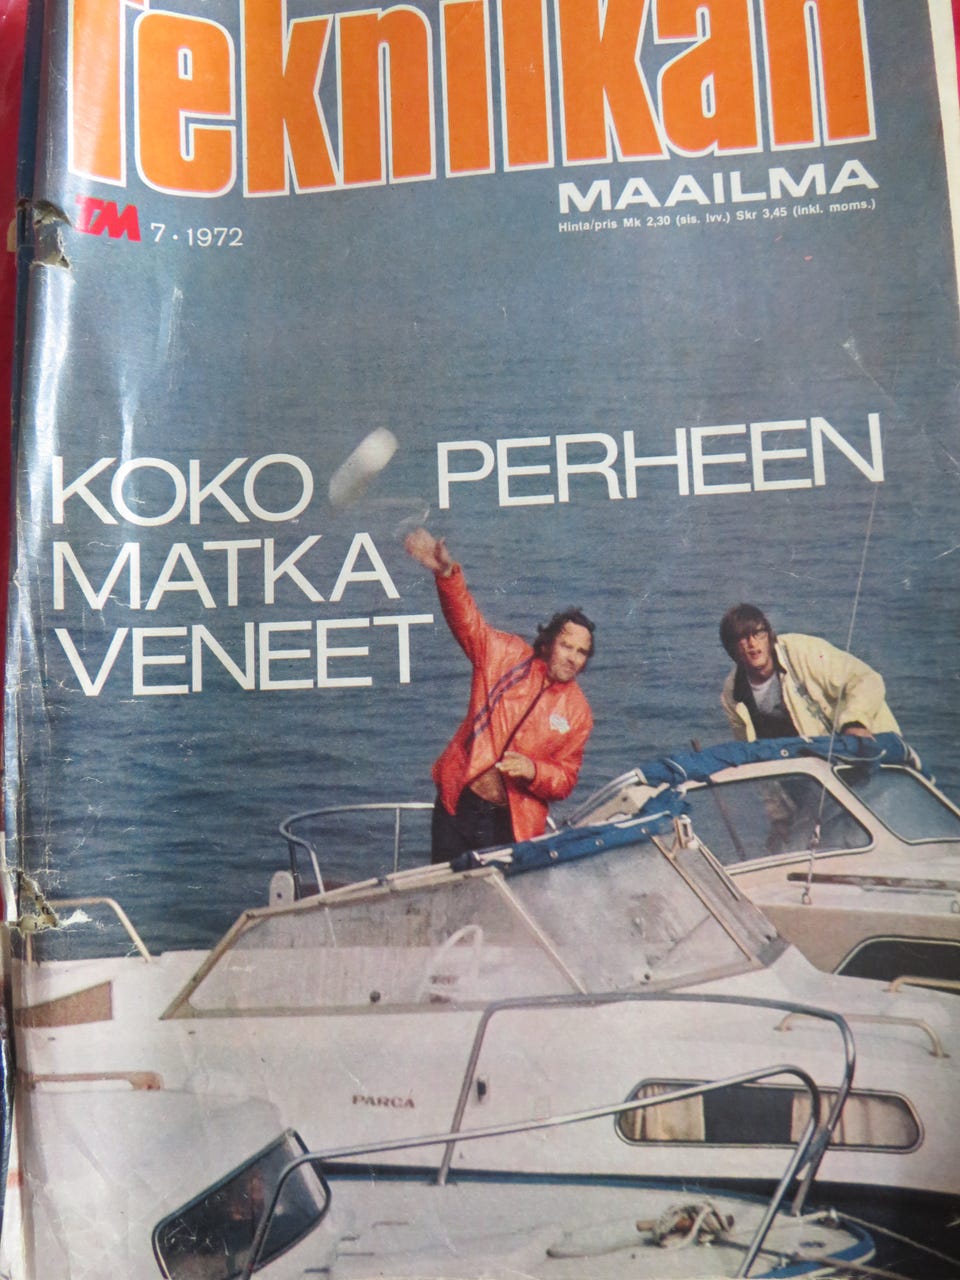 Tekniikan
MAAILMA
Hinta/pris Mk 2,30 (sis. lvv.) Skr 3,45 (inkl. moms.)
TM 7 · 1972
KOKO PERHEEN
MATKA
VENEET
PARCA